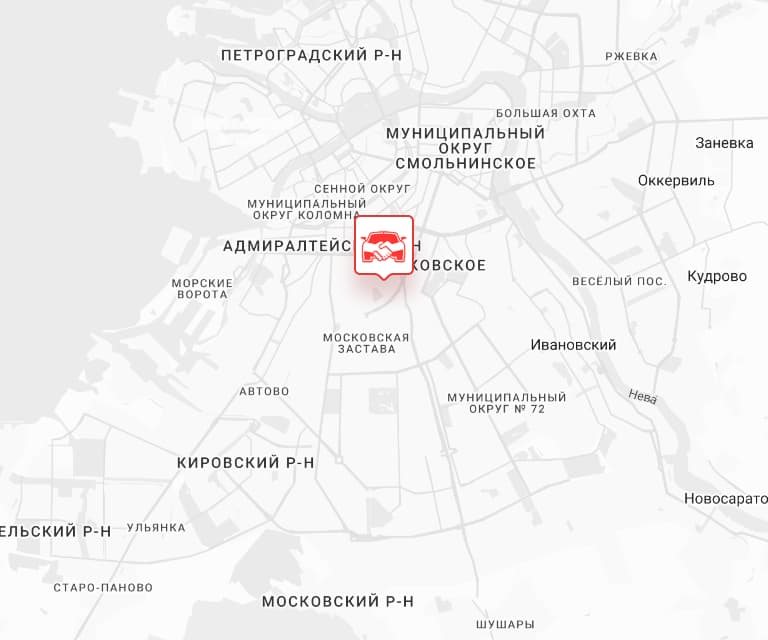 ПЕТРОГРАДСКИЙ Р-Н
РЖЕВКА
БОЛЬШАЯ ОХТА
МУНИЦИПАЛЬНЫЙ
ОКРУГ
СМОЛЬНИНСКОЕ
Заневка
Оккервиль
СЕННОЙ ОКРУГ
МУНИЦИПАЛЬНЫЙ
ОКРУГ КОЛОМНА
АДМИРАЛТЕЙС Н
КОВСКОЕ
МОРСКИЕ
ВОРОТА
ВЕСЁЛЫЙ ПОС.
Кудрово
МОСКОВСКАЯ
ЗАСТАВА
Ивановский
АВТОВО
МУНИЦИПАЛЬНЫЙ
ОКРУГ № 72
Нева
КИРОВСКИЙ Р-Н
Новосарато
ЕЛЬСКИЙ Р-Н
УЛЬЯНКА
СТАРО-ПАНОВО
МОСКОВСКИЙ Р-Н
ШУШАРЫ